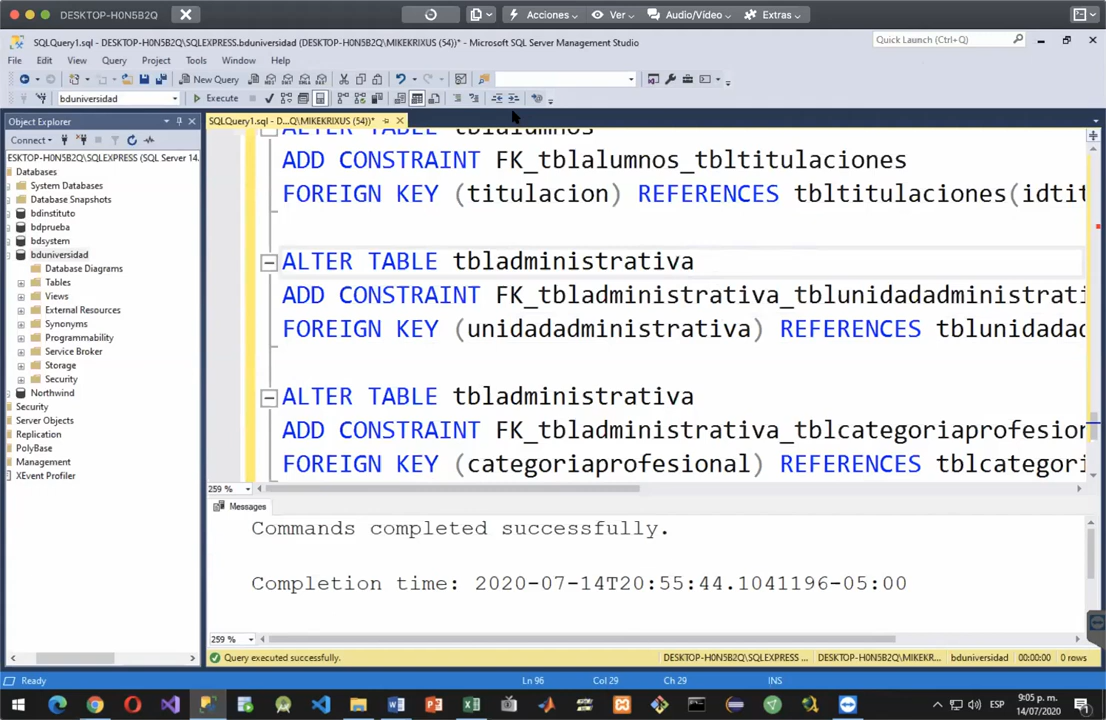 DESKTOP-H0N5B2Q
Acciones
Ver
Audio/Vídeo
Extras
SQLQuery1.sql - DESKTOP-H0N5B2Q\SQLEXPRESS.bduniversidad (DESKTOP-H0N5B2Q\MIKEKRIXUS (54))* - Microsoft SQL Server Management Studio
Quick Launch (Ctrl+Q)
File Edit View Query Project Tools Window Help
New Query
bduniversidad
Execute
Object Explorer
SQLQuery1.sql - D...Q\MIKEKRIXUS (54))*
Connect
ESKTOP-H0N5B2Q\SQLEXPRESS (SQL Server 14.
Databases
System Databases
Database Snapshots
bdinstituto
bdprueba
bdsystem
bduniversidad
Database Diagrams
Tables
Views
External Resources
Synonyms
Programmability
Service Broker
Storage
Security
Northwind
Security
Server Objects
Replication
PolyBase
Management
XEvent Profiler
ALTER TABLE tblalumnos
ADD CONSTRAINT FK_tblalumnos_tbltitulaciones
FOREIGN KEY (titulacion) REFERENCES tbltitulaciones(idtit
ALTER TABLE tbladministrativa
ADD CONSTRAINT FK_tbladministrativa_tblunidadadministrati
FOREIGN KEY (unidadadministrativa) REFERENCES tblunidadad
ALTER TABLE tbladministrativa
ADD CONSTRAINT FK_tbladministrativa_tblcategoriaprofesion
FOREIGN KEY (categoriaprofesional) REFERENCES tblcategori
259 %
Messages
Commands completed successfully.
Completion time: 2020-07-14T20:55:44.1041196-05:00
259 %
Query executed successfully.
DESKTOP-H0N5B2Q\SQLEXPRESS ...
DESKTOP-H0N5B2Q\MIKEKR...
bduniversidad
00:00:00
0 rows
Ready
Ln 96
Col 29
Ch 29
INS
ESP
9:05 p. m.
14/07/2020
1